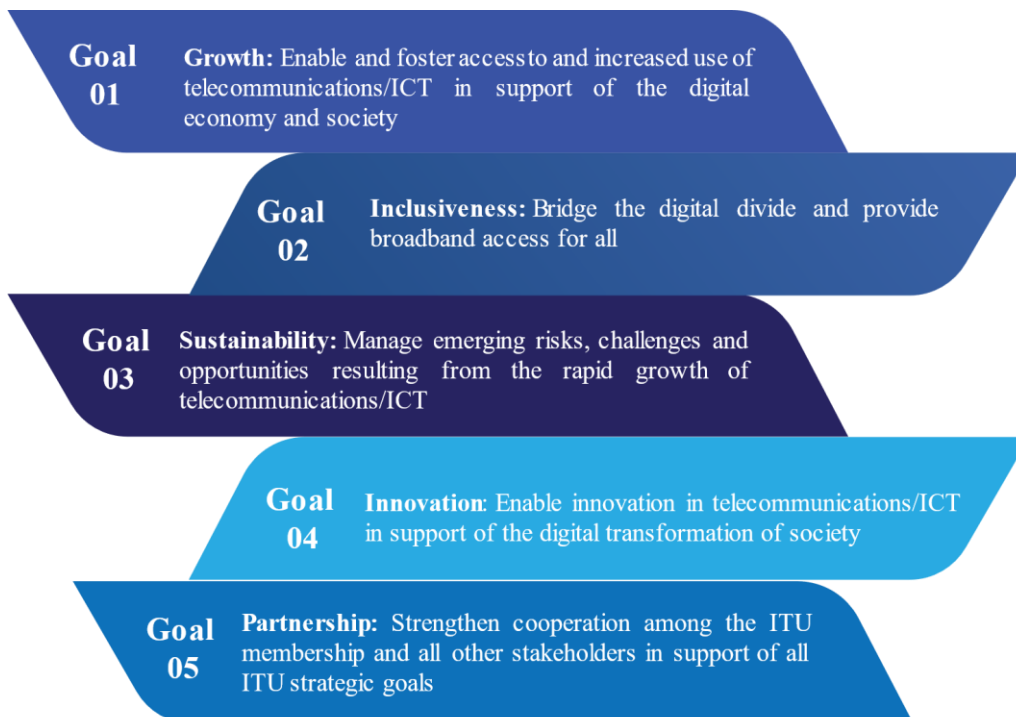 Goal
01
Growth: Enable and foster access to and increased use of
telecommunications/ICT in support of the digital
economy and society
Goal
02
Inclusiveness: Bridge the digital divide and provide
broadband access for all
Goal
03
Sustainability: Manage emerging risks, challenges and
opportunities resulting from the rapid growth of
telecommunications/ICT
Goal
04
Innovation: Enable innovation in telecommunications/ICT
in support of the digital transformation of society
Goal
05
Partnership: Strengthen cooperation among the ITU
membership and all other stakeholders in support of all
ITU strategic goals